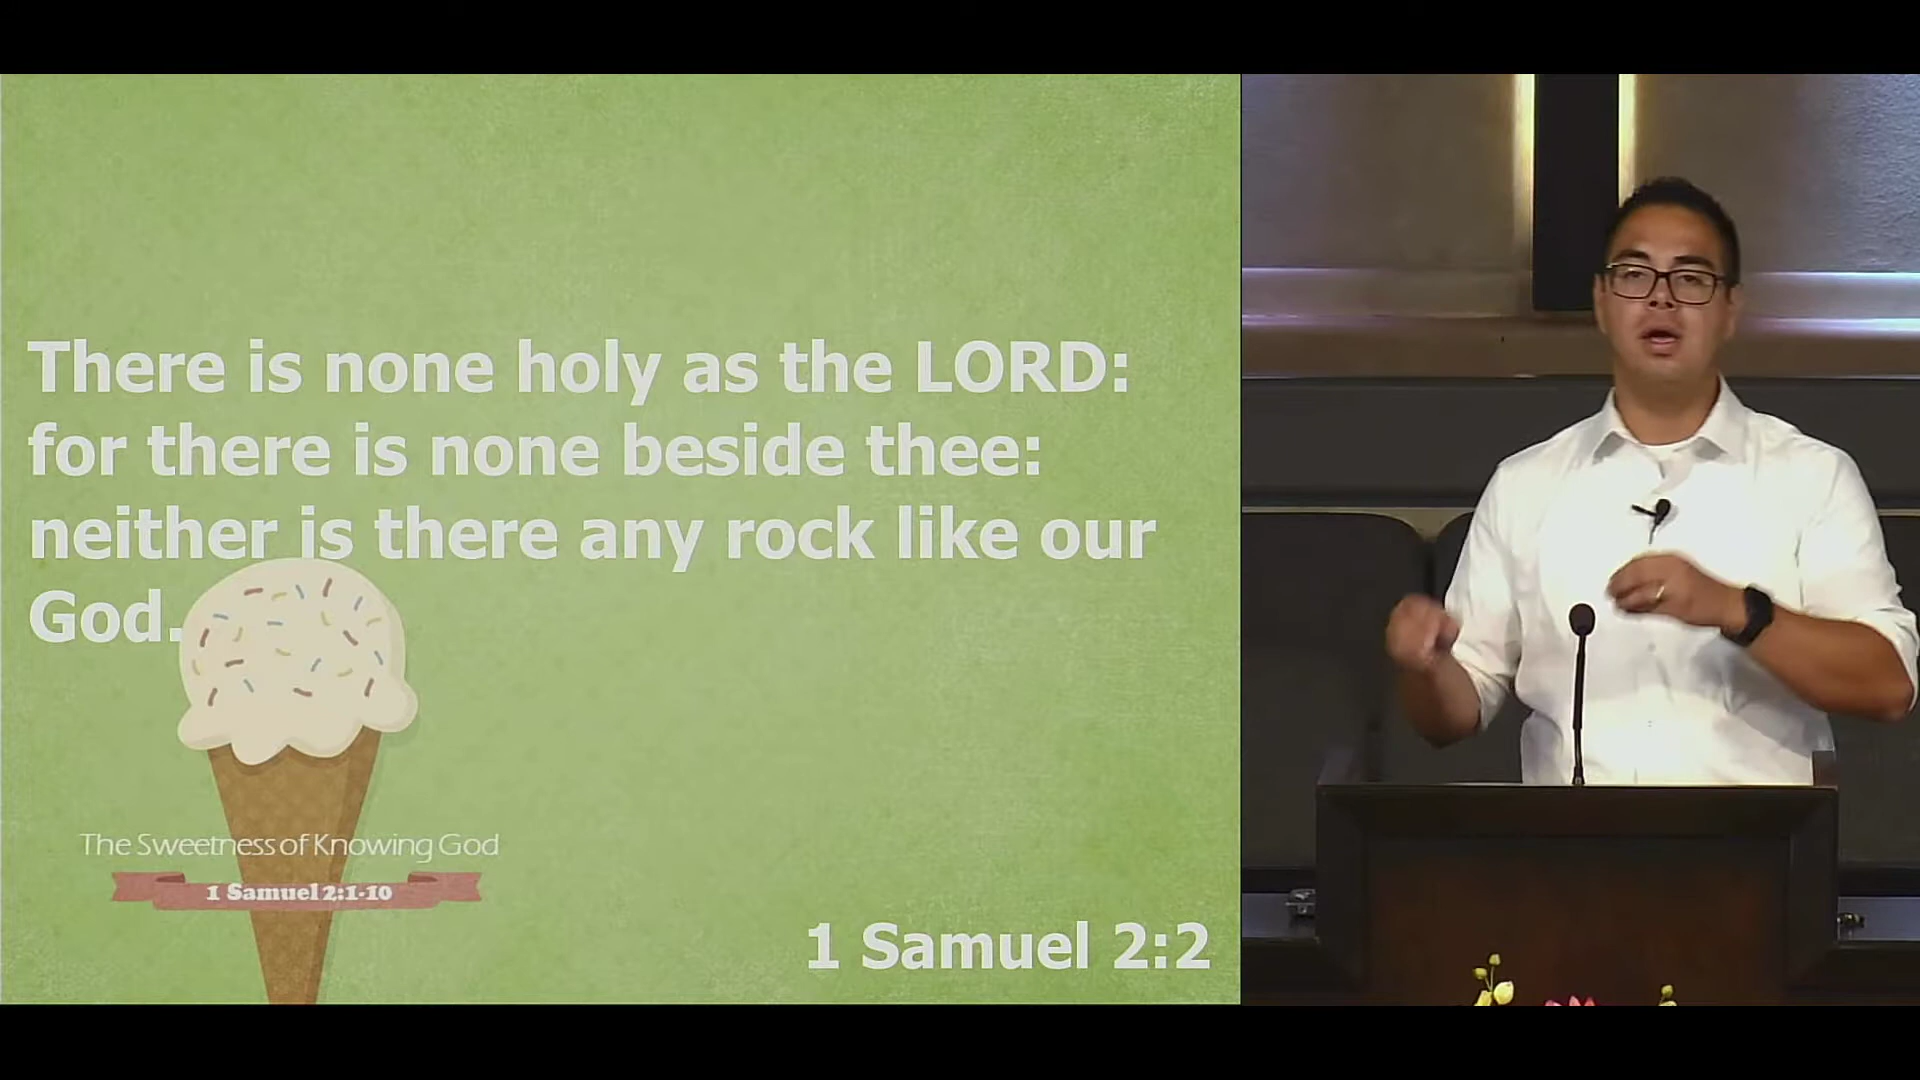 There is none holy as the LORD:
for there is none beside thee:
neither is there any rock like our
God.
The Sweetness of Knowing God
1 Samuel 2:1-10
1 Samuel 2:2